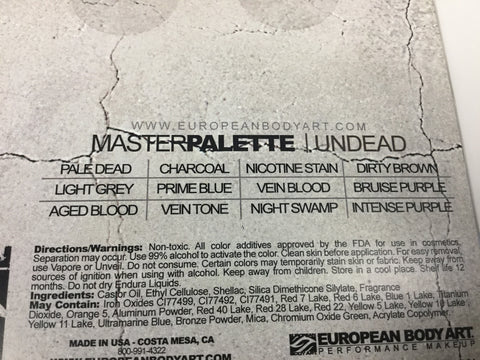 WWW.EUROPEANBODYART.COM
MASTERPALETTE | UNDEAD
PALE DEAD CHARCOAL NICOTINE STAIN DIRTY BROWN
LIGHT GREY PRIME BLUE VEIN BLOOD BRUISE PURPLE
AGED BLOOD VEIN TONE NIGHT SWAMP INTENSE PURPLE
Directions/Warnings: Non-toxic. All color additives approved by the FDA for use in cosmetics.
Separation may occur. Use 99% alcohol to activate the color. Clean skin before application. For easy removal,
use Vapore or Unveil. Do not consume. Certain colors may temporarily stain skin or fabric. Keep away from
sources of ignition when using with alcohol. Keep away from children. Store in a cool place. Shelf life 12
months. Do not dry Endura Liquids.
Ingredients: Castor Oil, Ethyl Cellulose, Shellac, Silica Dimethicone Silylate, Fragrance
May Contain: Iron Oxides CI77499, CI77492, CI77491, Red 7 Lake, Red 6 Lake, Blue 1 Lake, Titanium
Dioxide, Orange 5, Aluminum Powder, Red 40 Lake, Red 28 Lake, Red 22, Yellow 5 Lake, Yellow 10 Lake,
Yellow 11 Lake, Ultramarine Blue, Bronze Powder, Mica, Chromium Oxide Green, Acrylate Copolymer
MADE IN USA - COSTA MESA, CA
800-991-4322
WWW.EUROPEANBODYART.COM
EUROPEAN BODY ART
PERFORMANCE MAKEUP